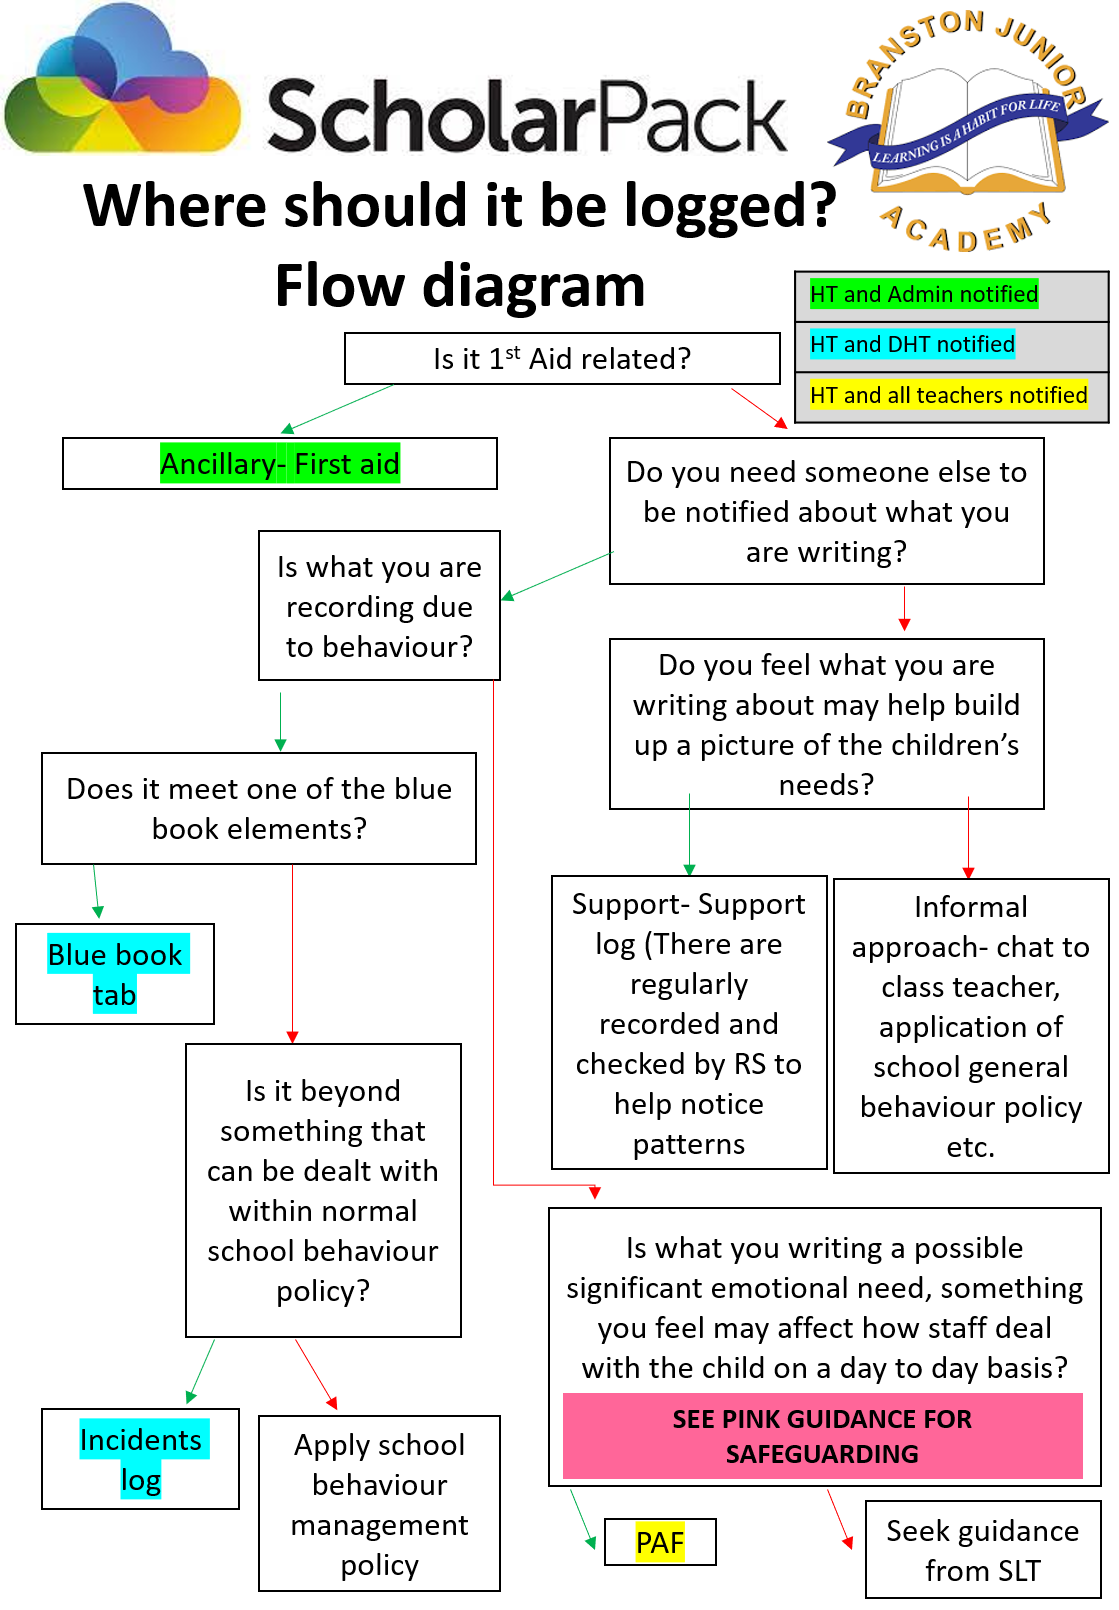 ScholarPack
BRANSTON JUNIOR
LEARNING IS A HABIT FOR LIFE
ACADEMY
Where should it be logged?
Flow diagram
HT and Admin notified
HT and DHT notified
HT and all teachers notified
Is it 1st Aid related?
Ancillary- First aid
Do you need someone else to
be notified about what you
are writing?
Is what you are
recording due
to behaviour?
Do you feel what you are
writing about may help build
up a picture of the children’s
needs?
Does it meet one of the blue
book elements?
Blue book
tab
Support- Support
log (There are
regularly
recorded and
checked by RS to
help notice
patterns
Informal
approach- chat to
class teacher,
application of
school general
behaviour policy
etc.
Is it beyond
something that
can be dealt with
within normal
school behaviour
policy?
Is what you writing a possible
significant emotional need, something
you feel may affect how staff deal
with the child on a day to day basis?
SEE PINK GUIDANCE FOR
SAFEGUARDING
Incidents
log
Apply school
behaviour
management
policy
PAF
Seek guidance
from SLT